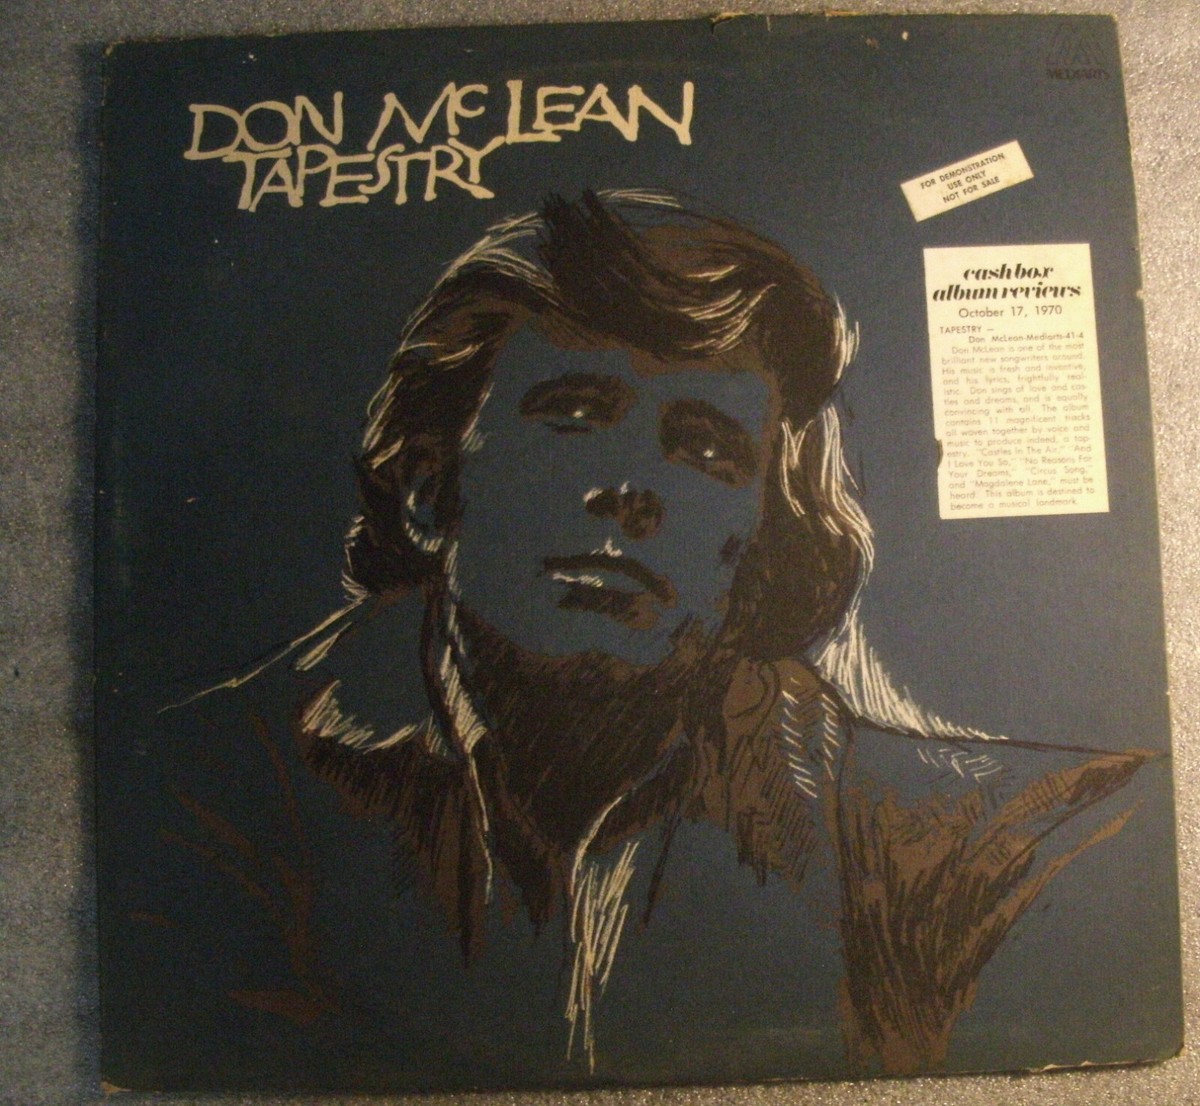 DON MCLEAN
TAPESTRY
MEDIARTS
FOR DEMONSTRATION
USE ONLY
NOT FOR SALE
cash box
album reviews
October 17, 1970
TAPESTRY —
Don McLean-Mediarts-41-4
Don McLean is one of the most
brilliant new songwriters around.
His music is fresh and inventive,
and his lyrics, frightfully real-
istic. Don sings of love and cas-
tles and dreams, and is equally
convincing with all. The album
contains 11 magnificent tracks
all woven together by voice and
music to produce indeed, a tap-
estry. "Castles In The Air," "And
I Love You So," "No Reasons For
Your Dreams," "Circus Song,"
and "Magdalene Lane," must be
heard. This album is destined to
become a musical landmark.